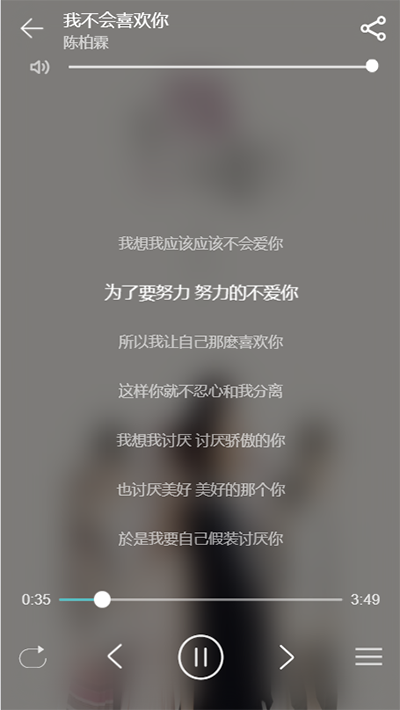 我不会喜欢你
陈柏霖
我想我应该应该不会爱你
为了要努力 努力的不爱你
所以我让自己那麼喜欢你
这样你就不忍心和我分离
我想我讨厌 讨厌骄傲的你
也讨厌美好 美好的那个你
於是我要自己假装讨厌你
0:35
3:49